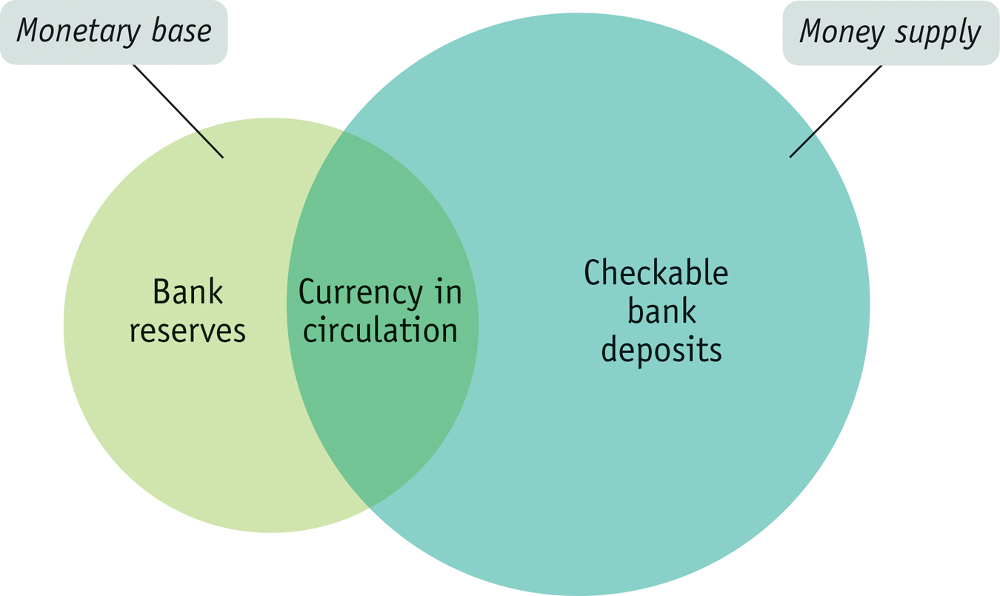 Monetary base
Money supply
Bank
reserves
Currency in
circulation
Checkable
bank
deposits